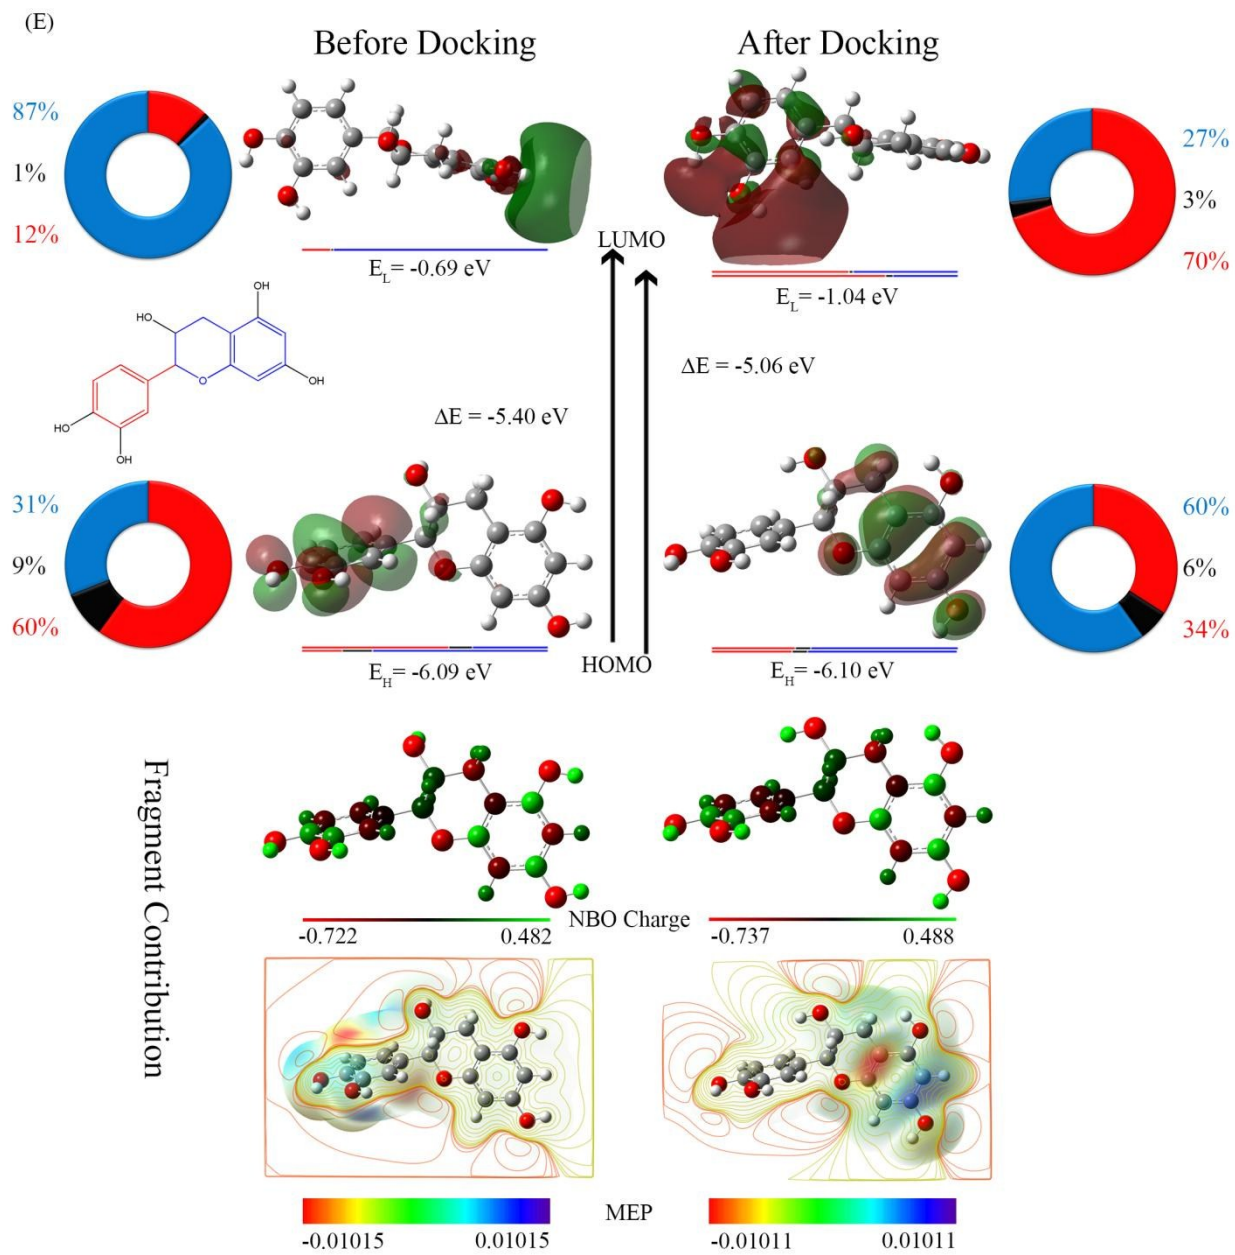 (E)
Before Docking
After Docking
87%
1%
12%
27%
3%
70%
LUMO
E_L= -0.69 eV
E_L= -1.04 eV
OH
HO
O
OH
HO
OH
ΔE = -5.06 eV
ΔE = -5.40 eV
31%
9%
60%
60%
6%
34%
HOMO
E_H= -6.09 eV
E_H= -6.10 eV
Fragment Contribution
NBO Charge
-0.722
0.482
-0.737
0.488
MEP
-0.01015
0.01015
-0.01011
0.01011